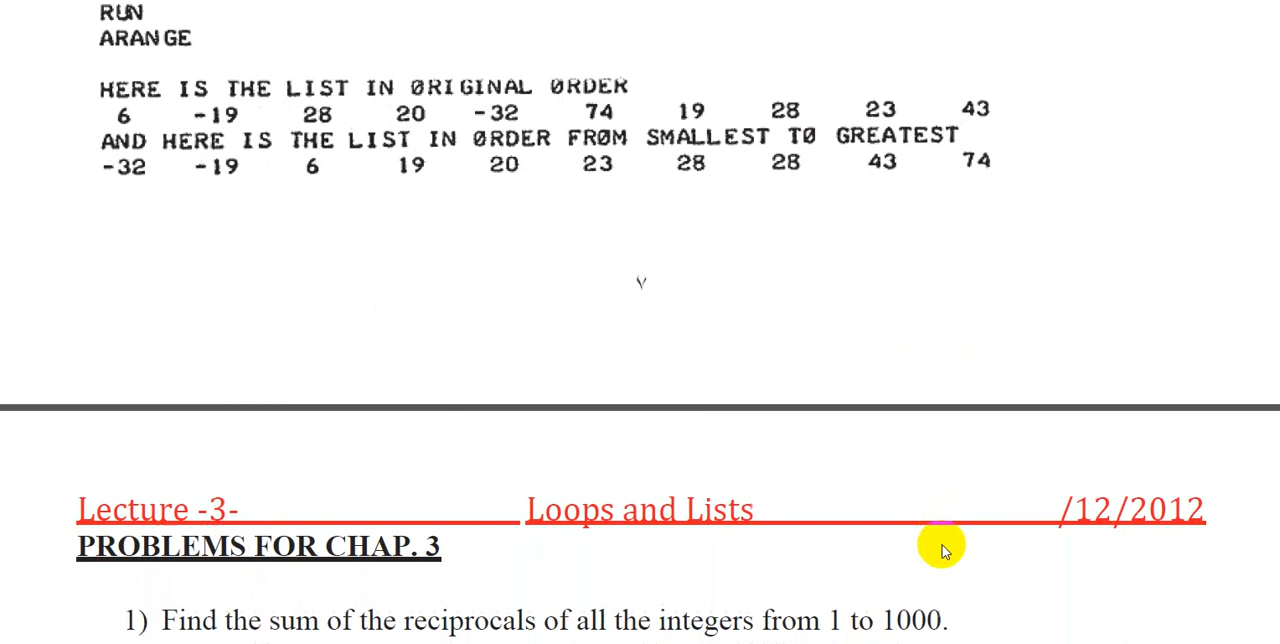 RUN
ARANGE
HERE IS THE LIST IN ØRIGINAL ØRDER
6 -19 28 20 -32 74 19 28 23 43
AND HERE IS THE LIST IN ØRDER FRØM SMALLEST TØ GREATEST
-32 -19 6 19 20 23 28 28 43 74
٧
Lecture -3- Loops and Lists /12/2012
PROBLEMS FOR CHAP. 3
1) Find the sum of the reciprocals of all the integers from 1 to 1000.